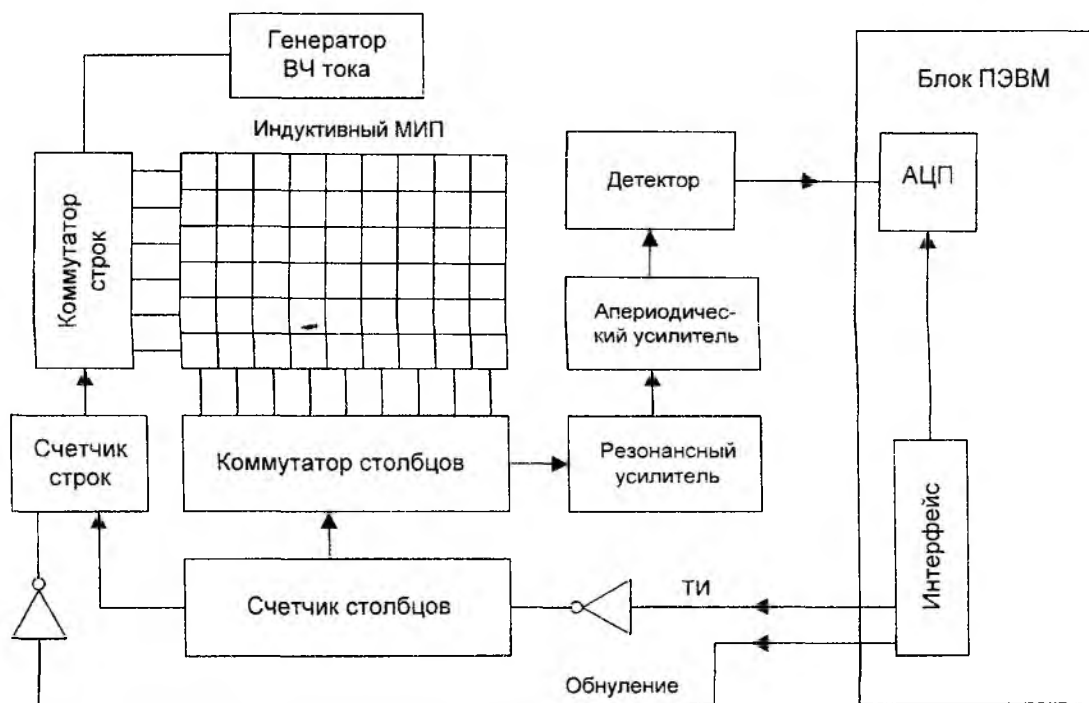 Генератор
ВЧ тока
Блок ПЭВМ
Индуктивный МИП
Коммутатор
строк
Детектор
АЦП
Апериодичес-
кий усилитель
Счетчик
строк
Коммутатор столбцов
Резонансный
усилитель
Интерфейс
Счетчик столбцов
ТИ
Обнуление